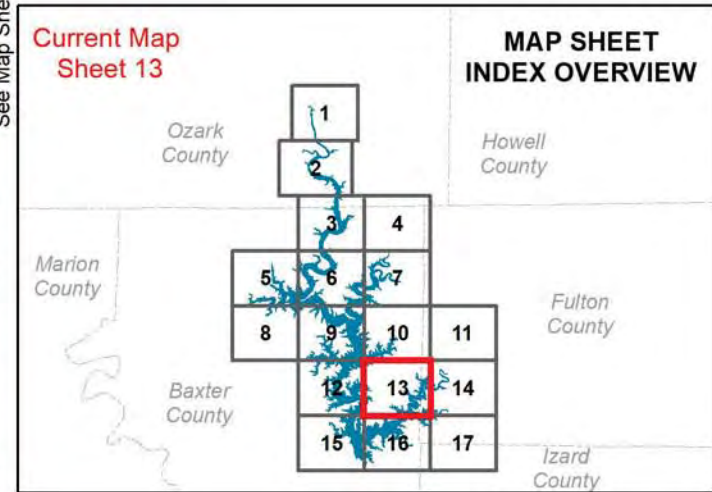 See Map She
Current Map
Sheet 13
MAP SHEET
INDEX OVERVIEW
1
Ozark
County
Howell
County
2
3
4
Marion
County
5
6
7
Fulton
County
8
9
10
11
Baxter
County
12
13
14
15
16
17
Izard
County